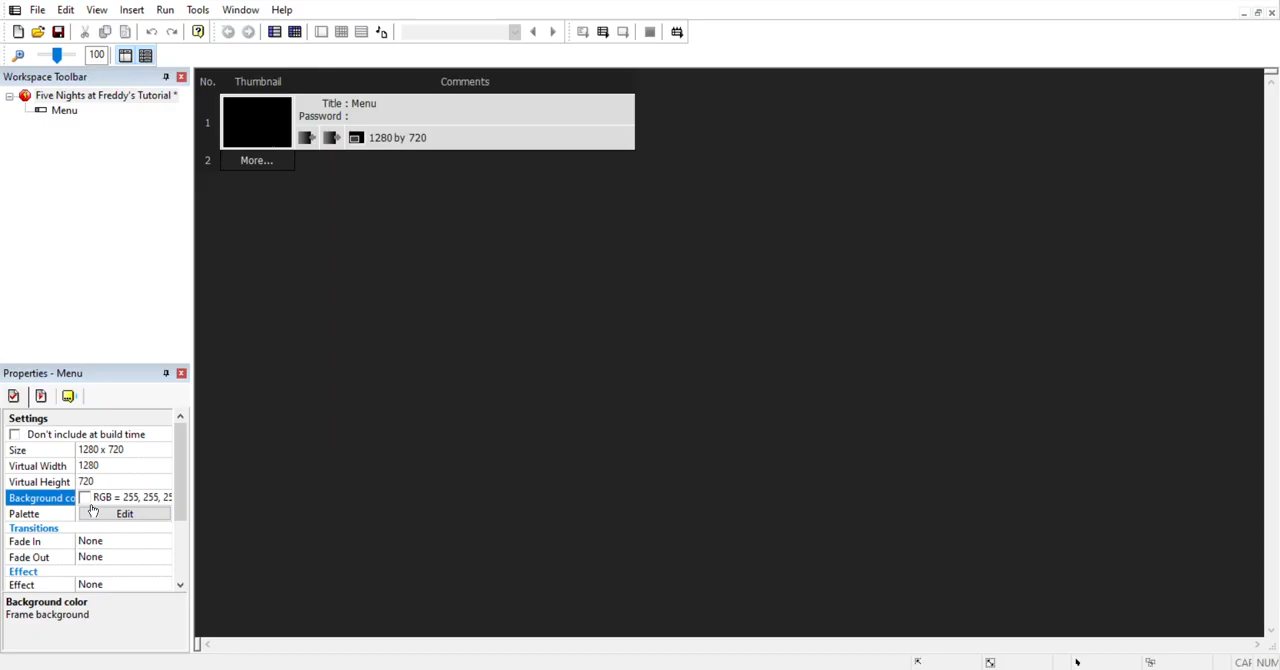 File Edit View Insert Run Tools Window Help
100
Workspace Toolbar
Five Nights at Freddy's Tutorial *
Menu
No. Thumbnail Comments
1
Title : Menu
Password :
1280 by 720
2 More...
Properties - Menu
Settings
Don't include at build time
Size 1280 x 720
Virtual Width 1280
Virtual Height 720
Background co RGB = 255, 255, 25
Palette Edit
Transitions
Fade In None
Fade Out None
Effect
Effect None
Background color
Frame background
CAF NUM